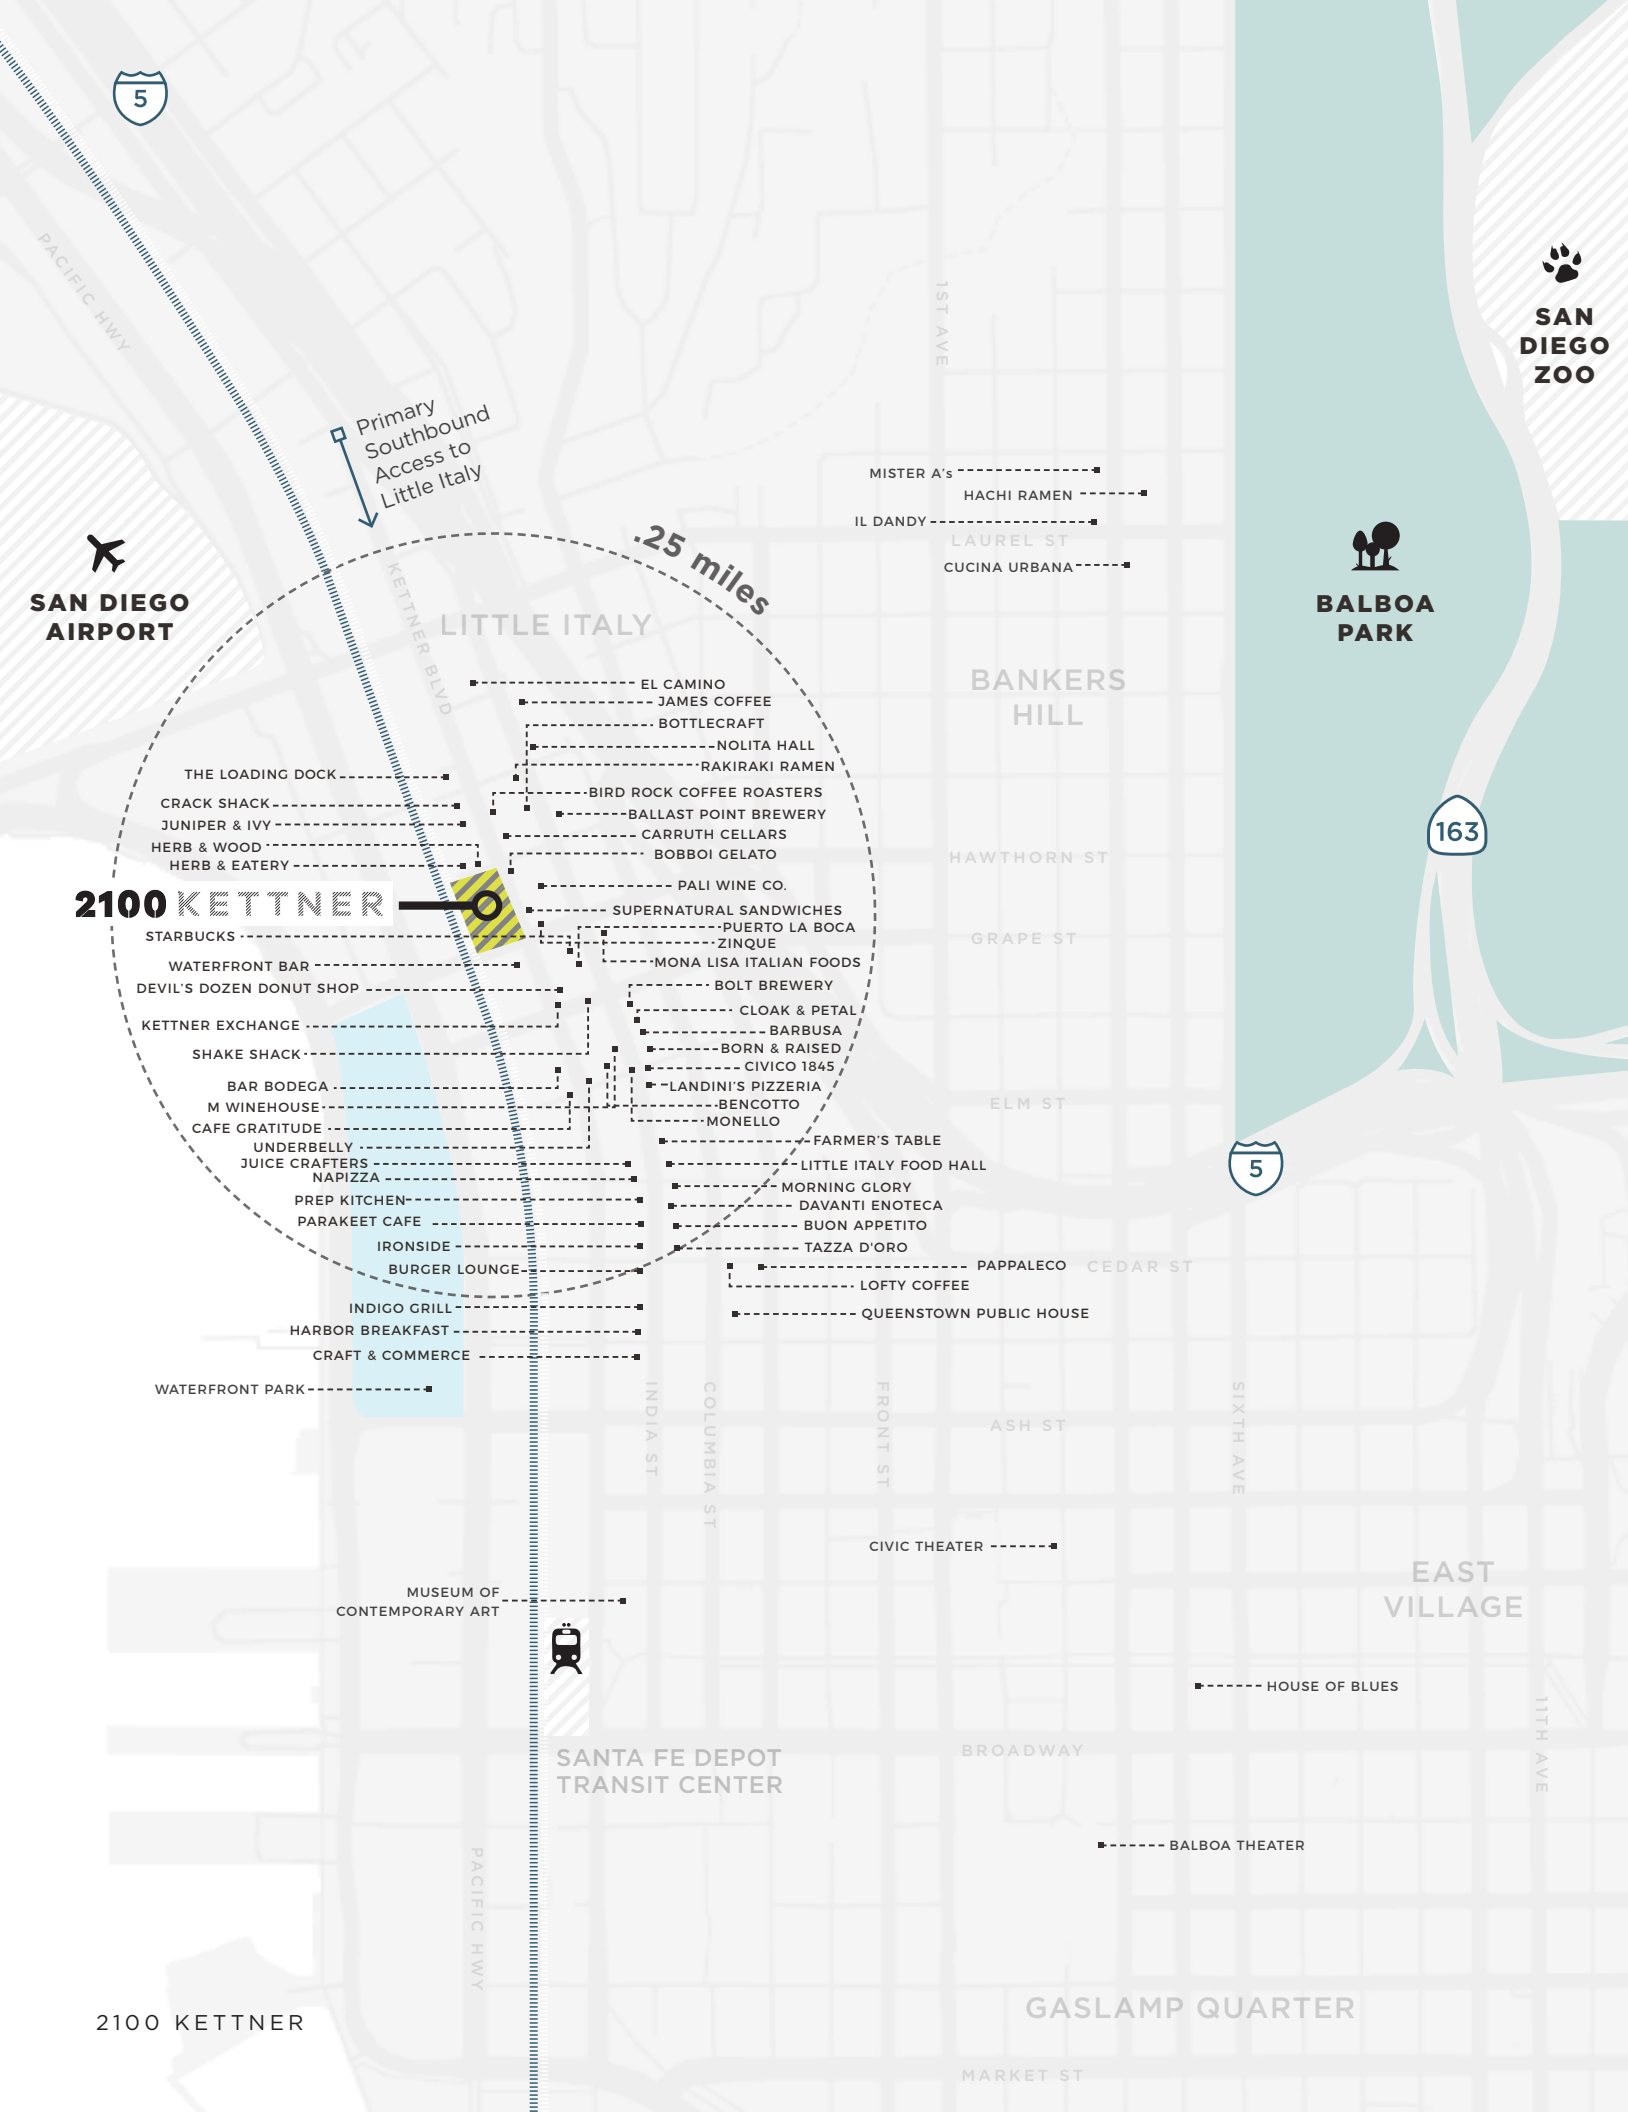 5
PACIFIC HWY
1ST AVE
SAN
DIEGO
ZOO
Primary
Southbound
Access to
Little Italy
MISTER A's
HACHI RAMEN
IL DANDY
LAUREL ST
CUCINA URBANA
.25 miles
SAN DIEGO
AIRPORT
BALBOA
PARK
KETTNER BLVD
LITTLE ITALY
BANKERS
HILL
EL CAMINO
JAMES COFFEE
BOTTLECRAFT
NOLITA HALL
RAKIRAKI RAMEN
BIRD ROCK COFFEE ROASTERS
BALLAST POINT BREWERY
CARRUTH CELLARS
BOBBOI GELATO
PALI WINE CO.
SUPERNATURAL SANDWICHES
PUERTO LA BOCA
ZINQUE
MONA LISA ITALIAN FOODS
BOLT BREWERY
CLOAK & PETAL
BARBUSA
BORN & RAISED
CIVICO 1845
LANDINI'S PIZZERIA
BENCOTTO
MONELLO
FARMER'S TABLE
LITTLE ITALY FOOD HALL
MORNING GLORY
DAVANTI ENOTECA
BUON APPETITO
TAZZA D'ORO
PAPPALECO
LOFTY COFFEE
QUEENSTOWN PUBLIC HOUSE
THE LOADING DOCK
CRACK SHACK
JUNIPER & IVY
HERB & WOOD
HERB & EATERY
2100 KETTNER
STARBUCKS
WATERFRONT BAR
DEVIL'S DOZEN DONUT SHOP
KETTNER EXCHANGE
SHAKE SHACK
BAR BODEGA
M WINEHOUSE
CAFE GRATITUDE
UNDERBELLY
JUICE CRAFTERS
NAPIZZA
PREP KITCHEN
PARAKEET CAFE
IRONSIDE
BURGER LOUNGE
INDIGO GRILL
HARBOR BREAKFAST
CRAFT & COMMERCE
WATERFRONT PARK
163
HAWTHORN ST
GRAPE ST
ELM ST
5
CEDAR ST
INDIA ST
COLUMBIA ST
FRONT ST
ASH ST
SIXTH AVE
CIVIC THEATER
EAST
VILLAGE
MUSEUM OF
CONTEMPORARY ART
HOUSE OF BLUES
11TH AVE
SANTA FE DEPOT
TRANSIT CENTER
BROADWAY
BALBOA THEATER
PACIFIC HWY
GASLAMP QUARTER
2100 KETTNER
MARKET ST